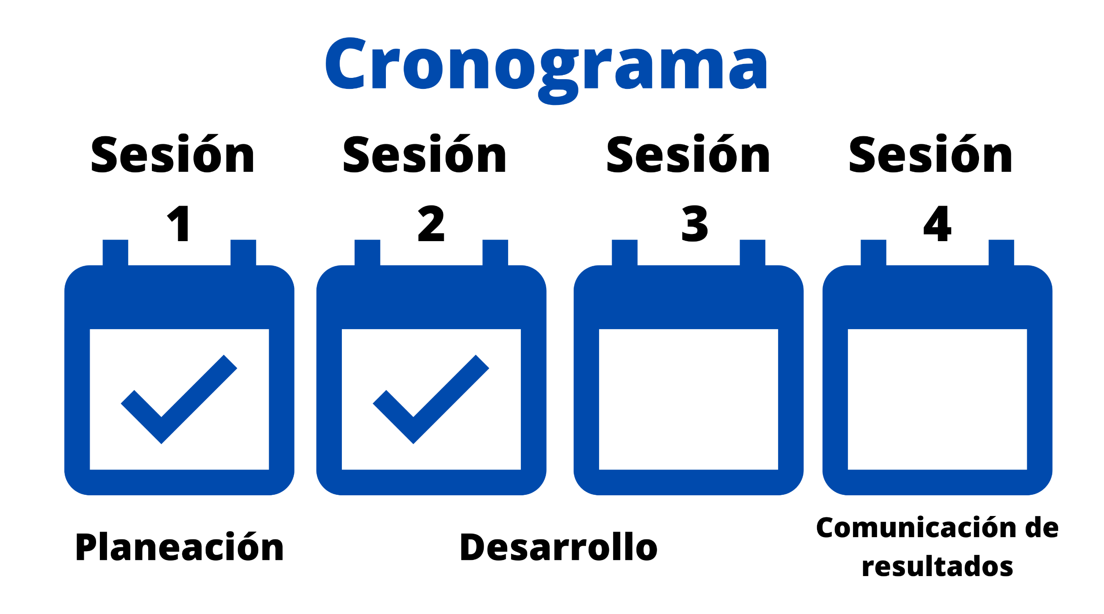 Cronograma
Sesión
1
Sesión
2
Sesión
3
Sesión
4
Planeación
Desarrollo
Comunicación de
resultados